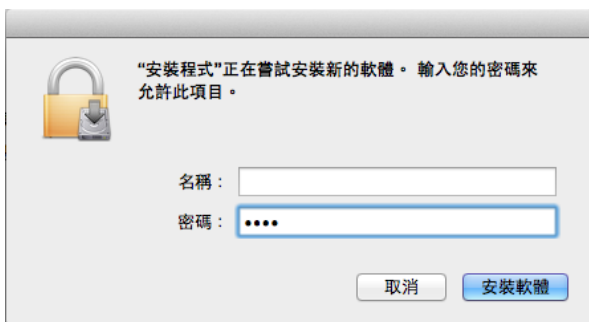 “安裝程式”正在嘗試安裝新的軟體。 輸入您的密碼來
允許此項目。
名稱：
密碼： ••••
取消 安裝軟體